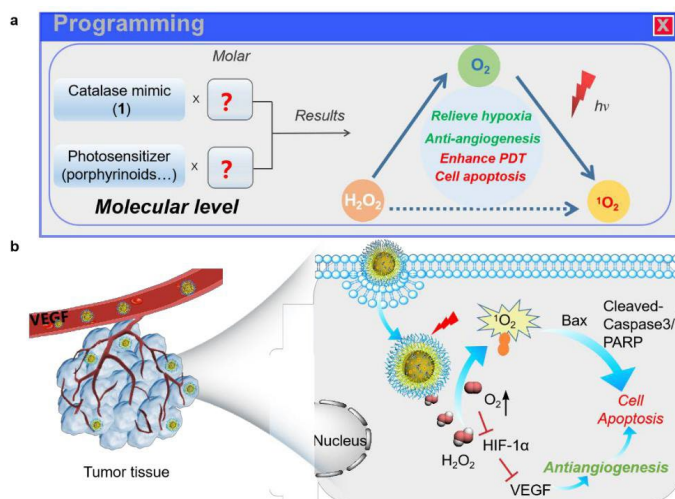 a
Programming
X
Molar
Catalase mimic
(1)
x
?
Photosensitizer
(porphyrinoids...)
x
?
Molecular level
Results
O₂
hν
Relieve hypoxia
Anti-angiogenesis
Enhance PDT
Cell apoptosis
H₂O₂
¹O₂
b
VEGF
Tumor tissue
Nucleus
¹O₂
Bax
Cleaved-
Caspase3/
PARP
O₂
H₂O₂
HIF-1α
VEGF
Antiangiogenesis
Cell
Apoptosis